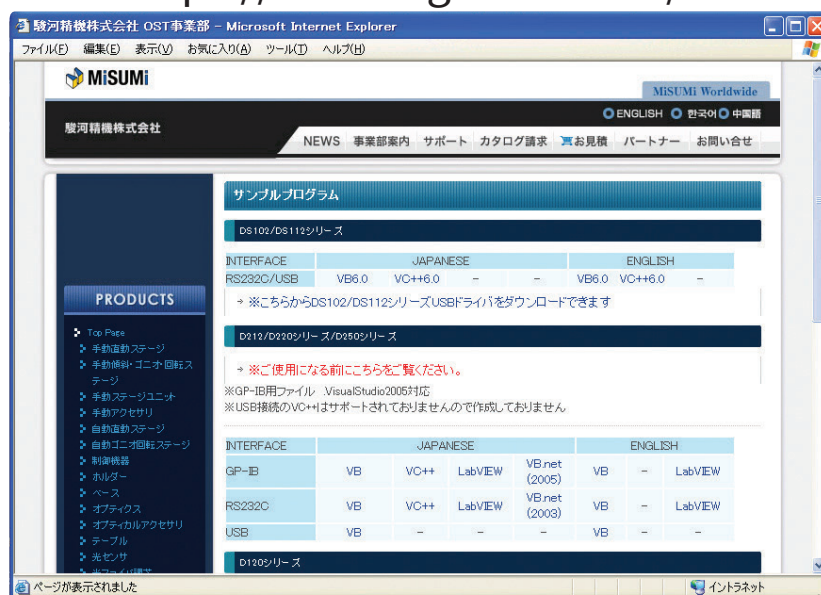 駿河精機株式会社 OST事業部 - Microsoft Internet Explorer
ファイル(F) 編集(E) 表示(V) お気に入り(A) ツール(T) ヘルプ(H)
MiSUMi
MiSUMi Worldwide
ENGLISH 한국어 中国語
駿河精機株式会社
NEWS 事業部案内 サポート カタログ請求 お見積 パートナー お問い合せ
サンプルプログラム
DS102/DS112シリーズ
INTERFACE JAPANESE ENGLISH
RS232C/USB VB6.0 VC++6.0 - - VB6.0 VC++6.0 -
※こちらからDS102/DS112シリーズUSBドライバをダウンロードできます
D212/D220シリーズ/D250シリーズ
※ご使用になる前にこちらをご覧ください。
※GP-IB用ファイル .VisualStudio2005対応
※USB接続のVC++はサポートされておりませんので作成しておりません
INTERFACE JAPANESE ENGLISH
GP-IB VB VC++ LabVIEW VB.net (2005) VB - LabVIEW
RS232C VB VC++ LabVIEW VB.net (2003) VB - LabVIEW
USB VB - - - VB - -
D120シリーズ
PRODUCTS
Top Page
手動直動ステージ
手動傾斜・ゴニオ・回転ス
テージ
手動ステージユニット
手動アクセサリ
自動直動ステージ
自動ゴニオ回転ステージ
制御機器
ホルダー
ベース
オプティクス
オプティカルアクセサリ
テーブル
光センサ
ページが表示されました
イントラネット